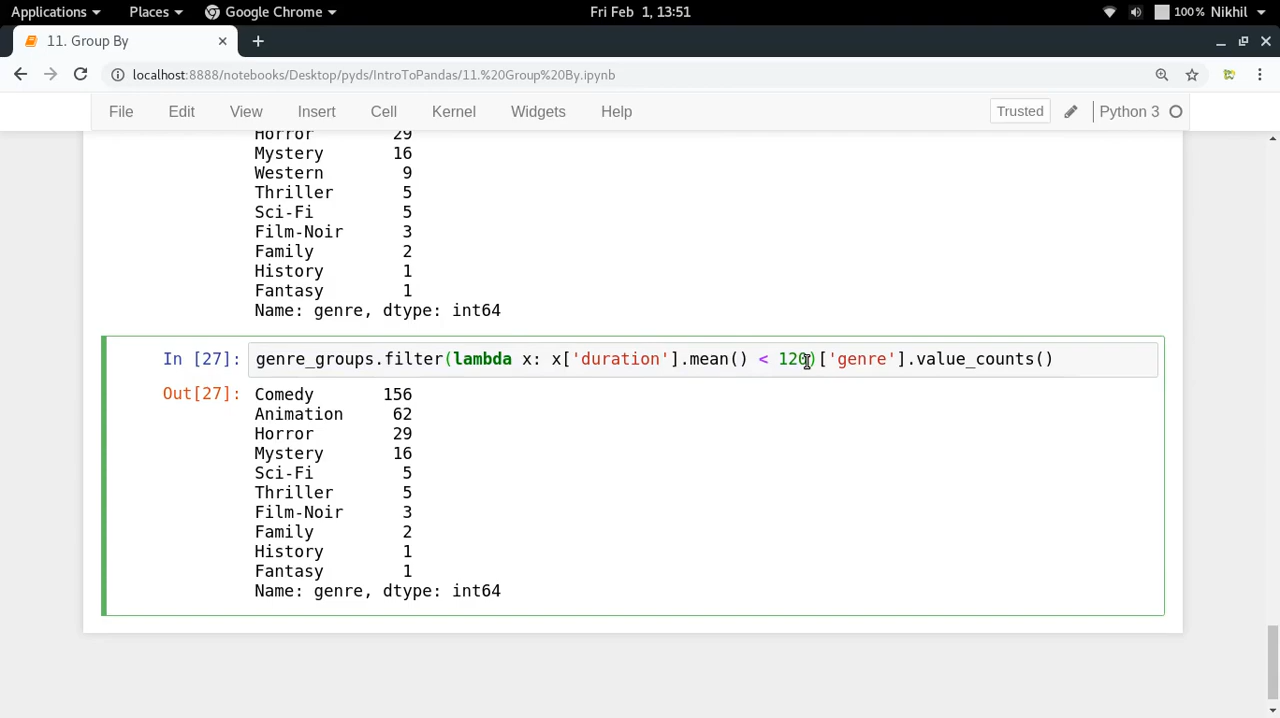 Applications Places Google Chrome Fri Feb 1, 13:51 100% Nikhil
11. Group By
localhost:8888/notebooks/Desktop/pyds/IntroToPandas/11.%20Group%20By.ipynb
File Edit View Insert Cell Kernel Widgets Help Trusted Python 3
Horror 29
Mystery 16
Western 9
Thriller 5
Sci-Fi 5
Film-Noir 3
Family 2
History 1
Fantasy 1
Name: genre, dtype: int64
In [27]: genre_groups.filter(lambda x: x['duration'].mean() < 120)['genre'].value_counts()
Out[27]: Comedy 156
Animation 62
Horror 29
Mystery 16
Sci-Fi 5
Thriller 5
Film-Noir 3
Family 2
History 1
Fantasy 1
Name: genre, dtype: int64